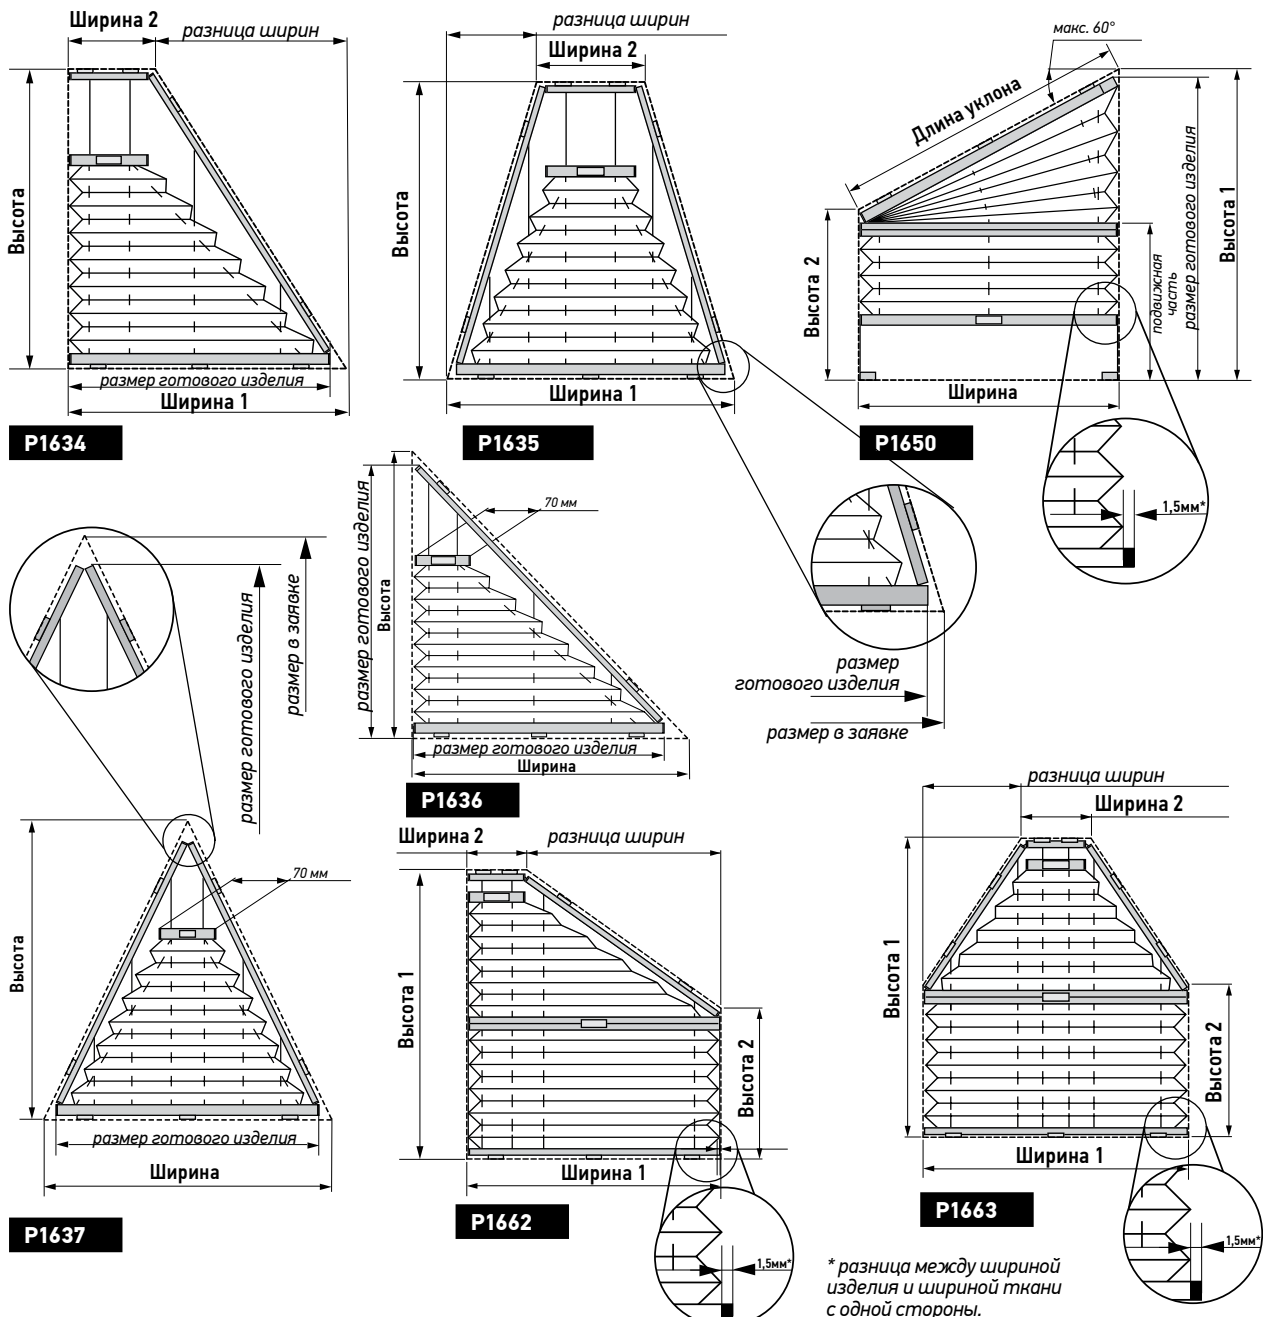 Ширина 2
разница ширин
Высота
размер готового изделия
Ширина 1
P1634
разница ширин
Ширина 2
Высота
Ширина 1
P1635
макс. 60°
Длина уклона
Высота 2
подвижная
часть
размер готового изделия
Высота 1
Ширина
P1650
1,5мм*
размер готового изделия
размер в заявке
размер готового изделия
Высота
70 мм
размер готового изделия
Ширина
P1636
размер
готового изделия
размер в заявке
Высота
70 мм
размер готового изделия
Ширина
P1637
Ширина 2
разница ширин
Высота 1
Высота 2
Ширина 1
P1662
1,5мм*
разница ширин
Ширина 2
Высота 1
Высота 2
Ширина 1
P1663
1,5мм*
* разница между шириной
изделия и шириной ткани
с одной стороны.